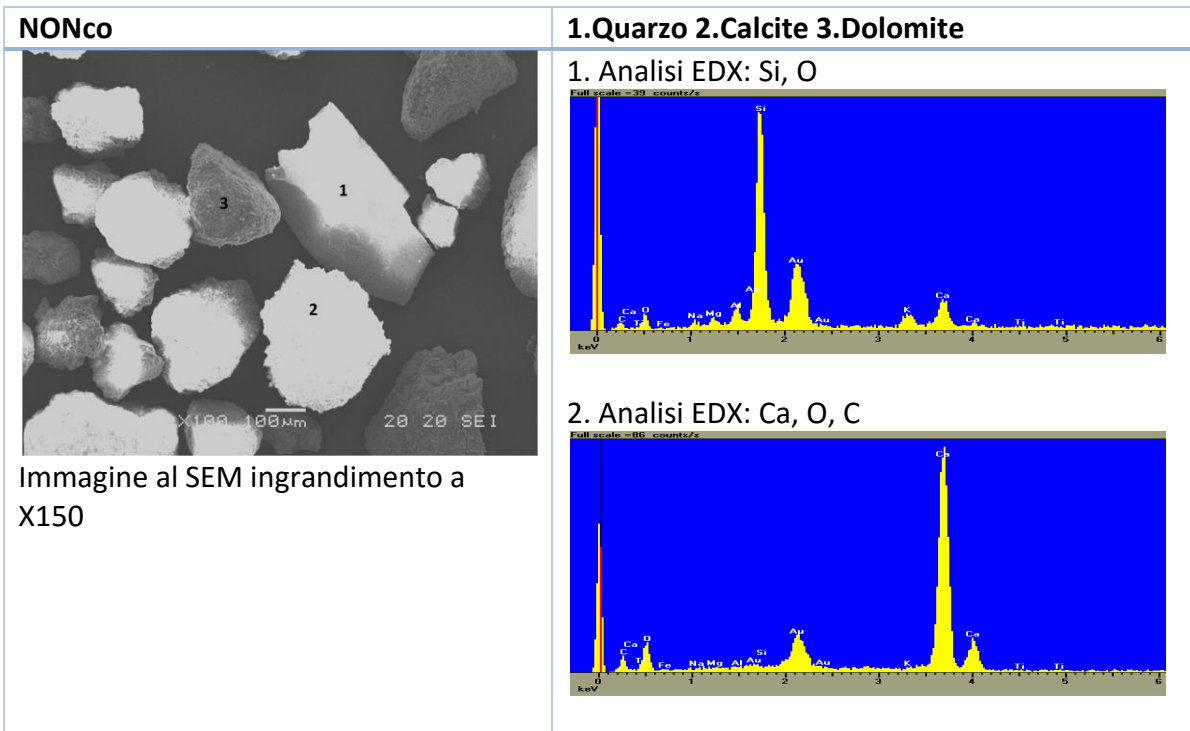 NONco
1.Quarzo 2.Calcite 3.Dolomite
1
2
3
X100 100µm 20 20 SEI
Immagine al SEM ingrandimento a
X150
1. Analisi EDX: Si, O
Full scale =39 counts/s
Si
Au
Au
Ca
Ca
O
C
Ti
Fe
Na
Mg
Al
Au
K
Ca
Ti
Ti
0 1 2 3 4 5 6
keV
2. Analisi EDX: Ca, O, C
Full scale =86 counts/s
Ca
Ca
O
C
Ti
Fe
Na
Mg
Al
Au
Si
Au
Au
K
Ca
Ti
Ti
0 1 2 3 4 5 6
keV